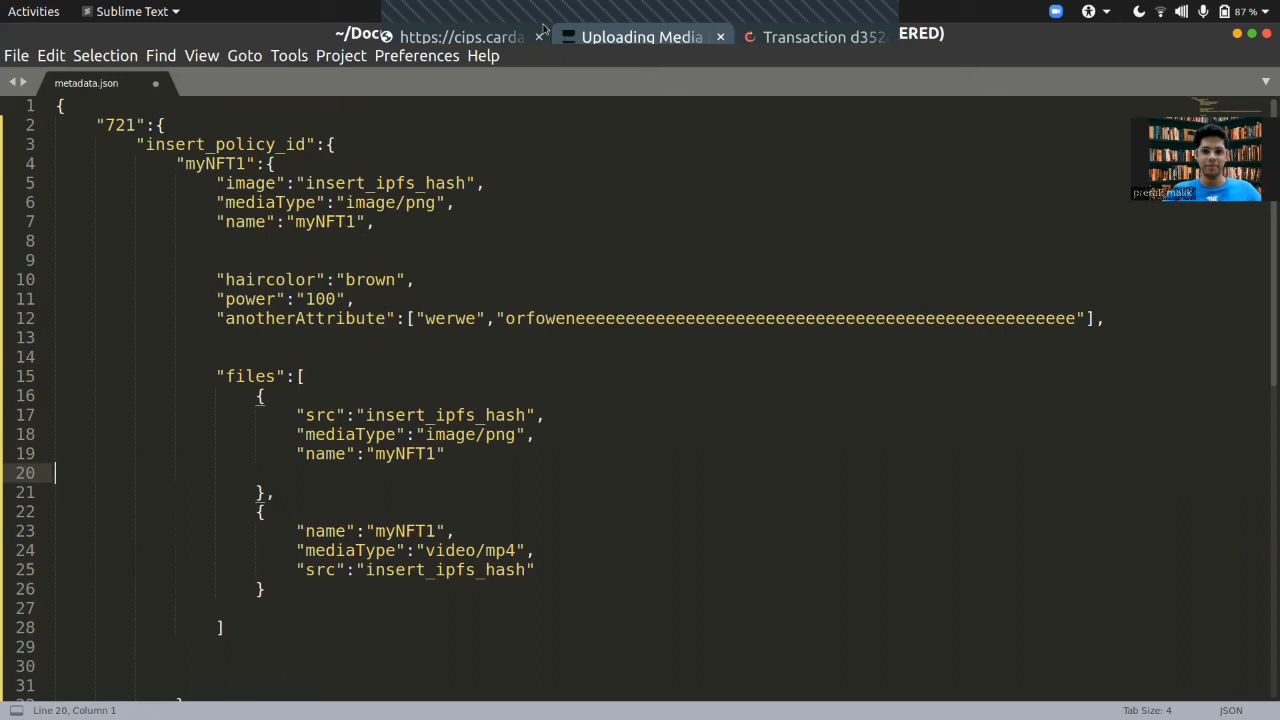 Activities
Sublime Text
87 %
~/Doc
https://cips.carda
Uploading Media
Transaction d352
ERED)
File Edit Selection Find View Goto Tools Project Preferences Help
metadata.json
1 {
2 "721":{
3 "insert_policy_id":{
4 "myNFT1":{
5 "image":"insert_ipfs_hash",
6 "mediaType":"image/png",
7 "name":"myNFT1",
8
9
10 "haircolor":"brown",
11 "power":"100",
12 "anotherAttribute":["werwe","orfoweneeeeeeeeeeeeeeeeeeeeeeeeeeeeeeeeeeeeeeeeeeeeeeeeee"],
13
14
15 "files":[
16 {
17 "src":"insert_ipfs_hash",
18 "mediaType":"image/png",
19 "name":"myNFT1"
20
21 },
22 {
23 "name":"myNFT1",
24 "mediaType":"video/mp4",
25 "src":"insert_ipfs_hash"
26 }
27
28 ]
29
30
31
prerak malik
Line 20, Column 1
Tab Size: 4
JSON